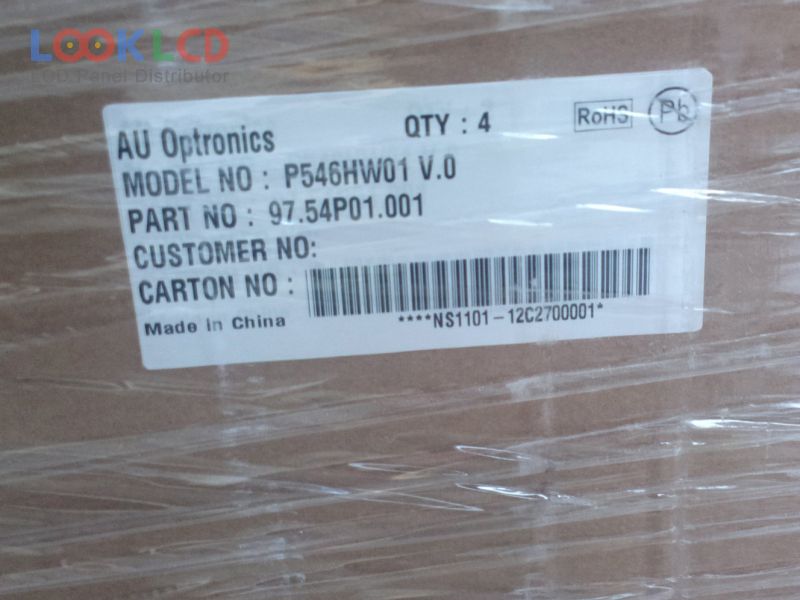 LOOKLCD
LCD Panel Distributor
AU Optronics
QTY : 4
RoHS
Pb
MODEL NO : P546HW01 V.0
PART NO : 97.54P01.001
CUSTOMER NO:
CARTON NO :
Made in China
****NS1101-12C2700001*